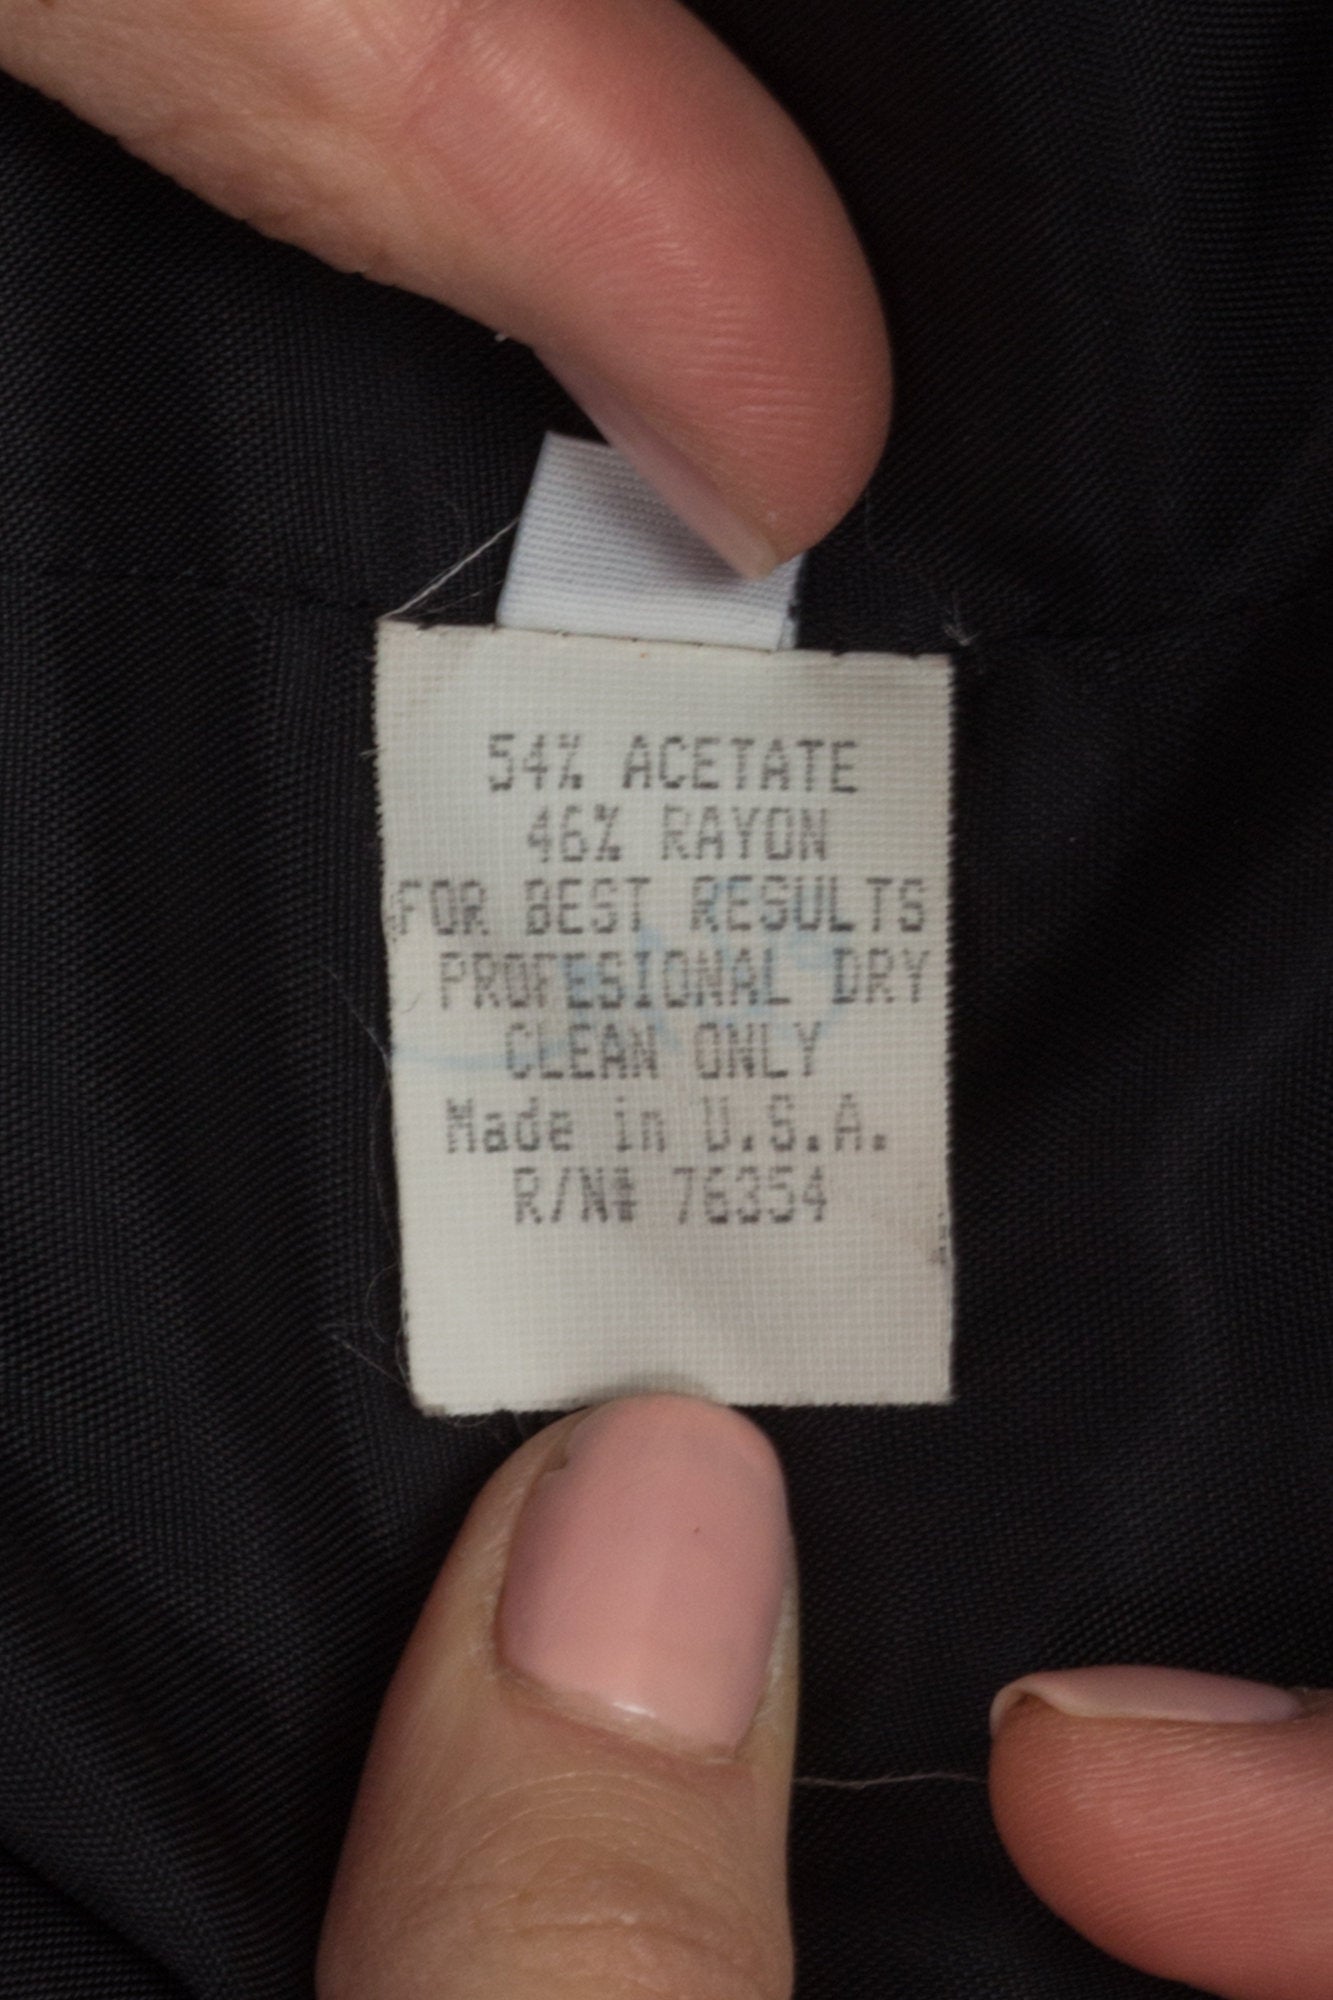 54% ACETATE
46% RAYON
FOR BEST RESULTS
PROFESIONAL DRY
CLEAN ONLY
Made in U.S.A.
R/N# 76354